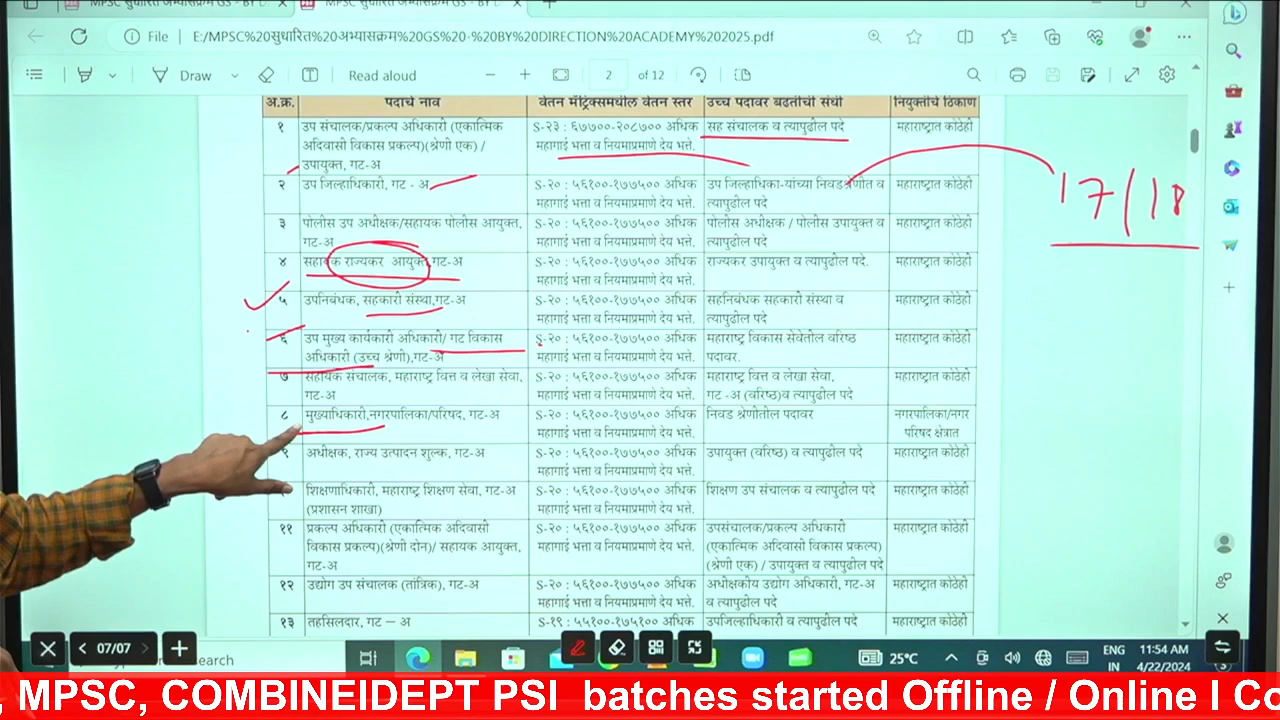 MPSC सुधारित अभ्यासक्रम GS - BY D
MPSC सुधारित अभ्यासक्रम GS - BY D
File
E:/MPSC%20सुधारित%20अभ्यासक्रम%20GS%20-%20BY%20DIRECTION%20ACADEMY%202025.pdf
Draw
Read aloud
2 of 12
अ.क्र. पदाचे नाव वेतन मॅट्रिक्समधील वेतन स्तर उच्च पदावर बढतीची संधी नियुक्तीचे ठिकाण
१ उप संचालक/प्रकल्प अधिकारी (एकात्मिक S-२३ : ६७७००-२०८७०० अधिक सह संचालक व त्यापुढील पदे महाराष्ट्रात कोठेही
अदिवासी विकास प्रकल्प)(श्रेणी एक) / महागाई भत्ता व नियमाप्रमाणे देय भत्ते.
उपायुक्त, गट-अ
२ उप जिल्हाधिकारी, गट - अ S-२० : ५६१००-१७७५०० अधिक उप जिल्हाधिका-यांच्या निवडश्रेणीत व महाराष्ट्रात कोठेही
महागाई भत्ता व नियमाप्रमाणे देय भत्ते. त्यापुढील पदे
17/18
३ पोलीस उप अधीक्षक/सहायक पोलीस आयुक्त, S-२० : ५६१००-१७७५०० अधिक पोलीस अधीक्षक / पोलीस उपायुक्त व महाराष्ट्रात कोठेही
गट-अ महागाई भत्ता व नियमाप्रमाणे देय भत्ते. त्यापुढील पदे
४ सहायक राज्यकर आयुक्त,गट-अ S-२० : ५६१००-१७७५०० अधिक राज्यकर उपायुक्त व त्यापुढील पदे. महाराष्ट्रात कोठेही
महागाई भत्ता व नियमाप्रमाणे देय भत्ते.
५ उपनिबंधक, सहकारी संस्था,गट-अ S-२० : ५६१००-१७७५०० अधिक सहनिबंधक सहकारी संस्था व महाराष्ट्रात कोठेही
महागाई भत्ता व नियमाप्रमाणे देय भत्ते. त्यापुढील पदे
६ उप मुख्य कार्यकारी अधिकारी/ गट विकास S-२० : ५६१००-१७७५०० अधिक महाराष्ट्र विकास सेवेतील वरिष्ठ महाराष्ट्रात कोठेही
अधिकारी (उच्च श्रेणी),गट-अ महागाई भत्ता व नियमाप्रमाणे देय भत्ते. पदावर.
७ सहायक संचालक, महाराष्ट्र वित्त व लेखा सेवा, S-२० : ५६१००-१७७५०० अधिक महाराष्ट्र वित्त व लेखा सेवा, महाराष्ट्रात कोठेही
गट-अ महागाई भत्ता व नियमाप्रमाणे देय भत्ते. गट -अ (वरिष्ठ)व त्यापुढील पदे
८ मुख्याधिकारी,नगरपालिका/परिषद, गट-अ S-२० : ५६१००-१७७५०० अधिक निवड श्रेणीतील पदावर नगरपालिका/नगर
महागाई भत्ता व नियमाप्रमाणे देय भत्ते. परिषद क्षेत्रात
९ अधीक्षक, राज्य उत्पादन शुल्क, गट-अ S-२० : ५६१००-१७७५०० अधिक उपायुक्त (वरिष्ठ) व त्यापुढील पदे महाराष्ट्रात कोठेही
महागाई भत्ता व नियमाप्रमाणे देय भत्ते.
शिक्षणाधिकारी, महाराष्ट्र शिक्षण सेवा, गट-अ S-२० : ५६१००-१७७५०० अधिक शिक्षण उप संचालक व त्यापुढील पदे महाराष्ट्रात कोठेही
(प्रशासन शाखा) महागाई भत्ता व नियमाप्रमाणे देय भत्ते.
११ प्रकल्प अधिकारी (एकात्मिक अदिवासी S-२० : ५६१००-१७७५०० अधिक उपसंचालक/प्रकल्प अधिकारी महाराष्ट्रात कोठेही
विकास प्रकल्प)(श्रेणी दोन)/ सहायक आयुक्त, महागाई भत्ता व नियमाप्रमाणे देय भत्ते. (एकात्मिक अदिवासी विकास प्रकल्प)
गट-अ (श्रेणी एक) / उपायुक्त व त्यापुढील पदे
१२ उद्योग उप संचालक (तांत्रिक), गट-अ S-२० : ५६१००-१७७५०० अधिक अधीक्षकीय उद्योग अधिकारी, गट-अ महाराष्ट्रात कोठेही
महागाई भत्ता व नियमाप्रमाणे देय भत्ते. व त्यापुढील पदे
१३ तहसिलदार, गट – अ S-१९ : ५५१००-१७५१०० अधिक उपजिल्हाधिकारी व त्यापुढील पदे महाराष्ट्रात कोठेही
07/07
search
25°C
ENG
IN
11:54 AM
4/22/2024
, MPSC, COMBINEIDEPT PSI batches started Offline / Online I Co